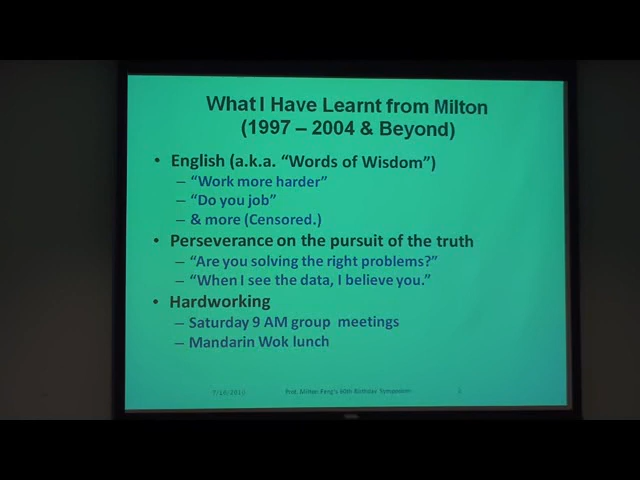 What I Have Learnt from Milton
(1997 – 2004 & Beyond)
• English (a.k.a. “Words of Wisdom”)
– “Work more harder”
– “Do you job”
– & more (Censored.)
• Perseverance on the pursuit of the truth
– “Are you solving the right problems?”
– “When I see the data, I believe you.”
• Hardworking
– Saturday 9 AM group meetings
– Mandarin Wok lunch
Prof. Milton Feng's 60th Birthday Symposium